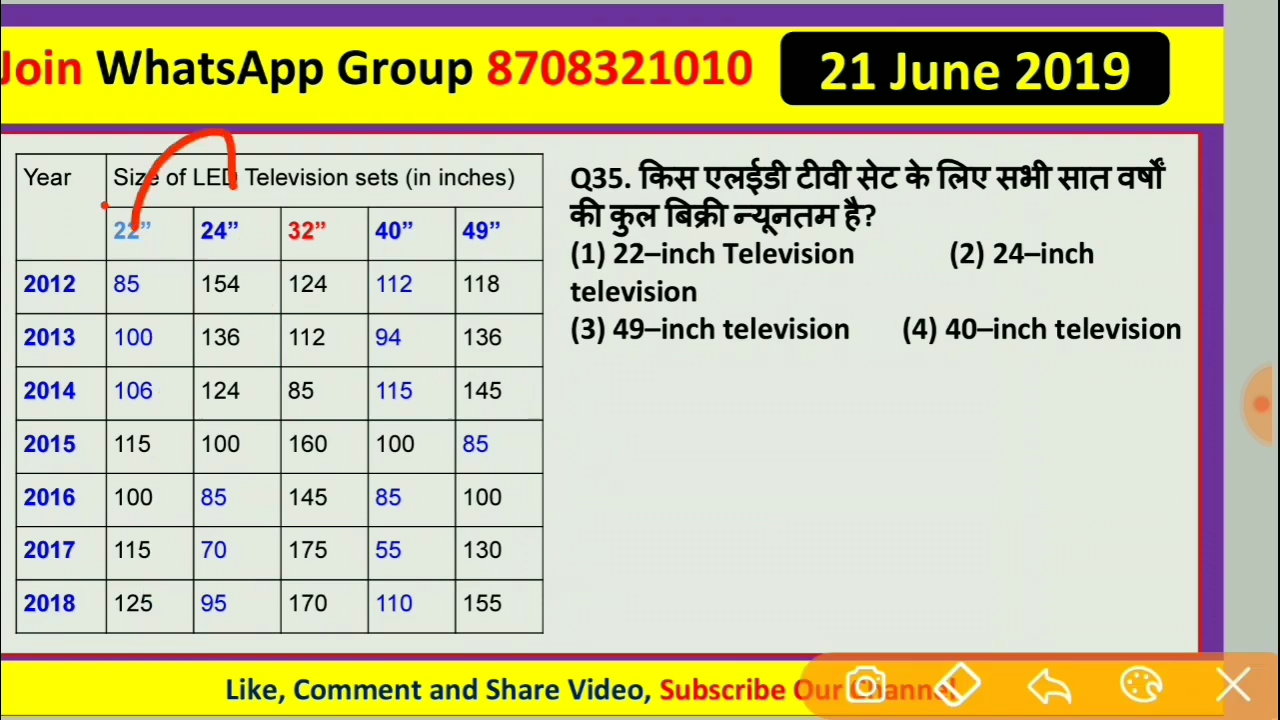 Join WhatsApp Group 8708321010
21 June 2019
Year Size of LED Television sets (in inches)
22” 24” 32” 40” 49”
2012 85 154 124 112 118
2013 100 136 112 94 136
2014 106 124 85 115 145
2015 115 100 160 100 85
2016 100 85 145 85 100
2017 115 70 175 55 130
2018 125 95 170 110 155
Q35. किस एलईडी टीवी सेट के लिए सभी सात वर्षों
की कुल बिक्री न्यूनतम है?
(1) 22–inch Television (2) 24–inch
television
(3) 49–inch television (4) 40–inch television
Like, Comment and Share Video, Subscribe Our Channel